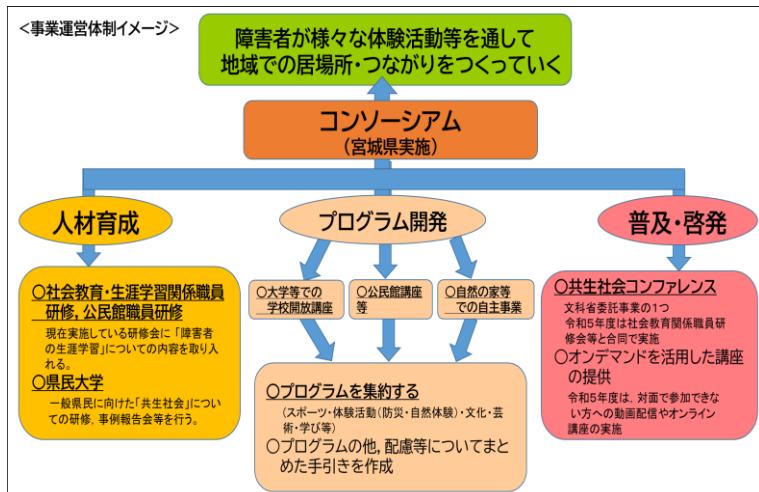 <事業運営体制イメージ>
障害者が様々な体験活動等を通して
地域での居場所・つながりをつくっていく
コンソーシアム
(宮城県実施)
人材育成
プログラム開発
普及・啓発
○社会教育・生涯学習関係職員
研修,公民館職員研修
現在実施している研修会に「障害者
の生涯学習」についての内容を取り入
れる。
○県民大学
一般県民に向けた「共生社会」につい
ての研修,事例報告会等を行う。
○大学等での
学校開放講座
○公民館講座
等
○自然の家等
での自主事業
○プログラムを集約する
(スポーツ・体験活動(防災・自然体験)・文化・芸
術・学び等)
○プログラムの他,配慮等についてまと
めた手引きを作成
○共生社会コンファレンス
文科省委託事業の1つ
令和5年度は社会教育関係職員研
修会等と合同で実施
○オンデマンドを活用した講座
の提供
令和5年度は,対面で参加できな
い方への動画配信やオンライン
講座の実施